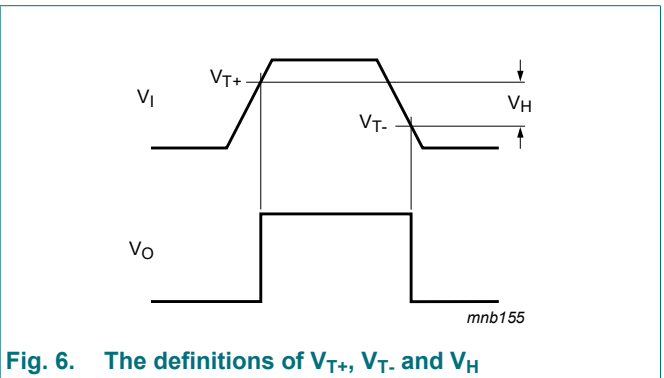 V_T+
V_I
V_H
V_T-
V_O
mnb155
Fig. 6. The definitions of V_T+, V_T- and V_H